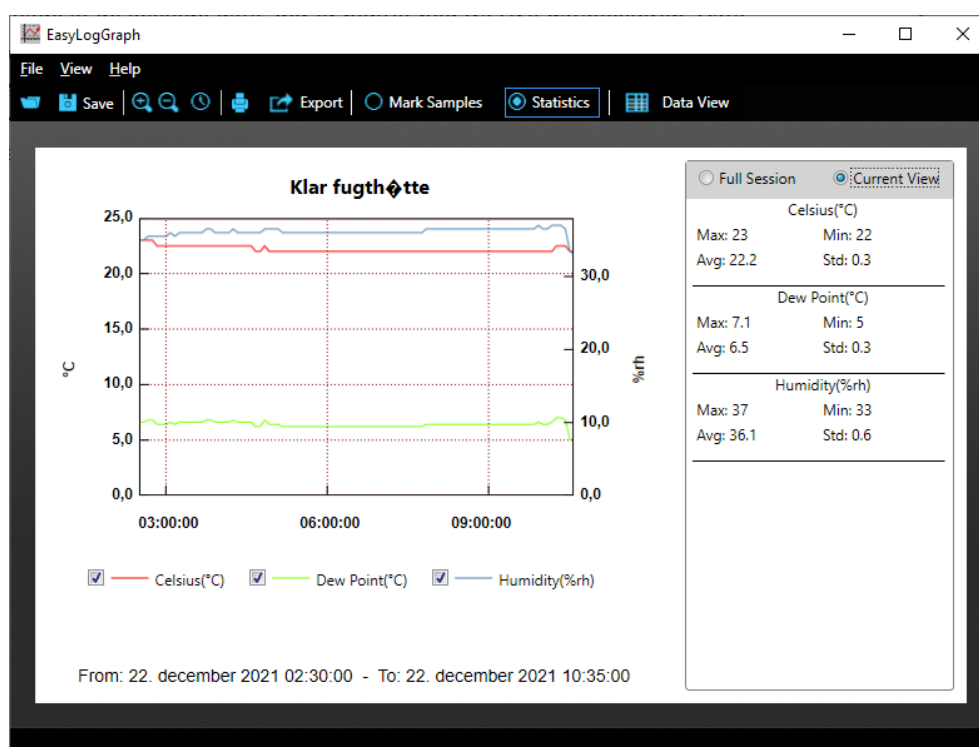 EasyLogGraph
File View Help
Save Export Mark Samples Statistics Data View
Klar fugth�tte
25,0
20,0
15,0
10,0
5,0
0,0
°C
30,0
20,0
10,0
0,0
%rh
03:00:00 06:00:00 09:00:00
Celsius(°C) Dew Point(°C) Humidity(%rh)
From: 22. december 2021 02:30:00 - To: 22. december 2021 10:35:00
Full Session Current View
Celsius(°C)
Max: 23 Min: 22
Avg: 22.2 Std: 0.3
Dew Point(°C)
Max: 7.1 Min: 5
Avg: 6.5 Std: 0.3
Humidity(%rh)
Max: 37 Min: 33
Avg: 36.1 Std: 0.6